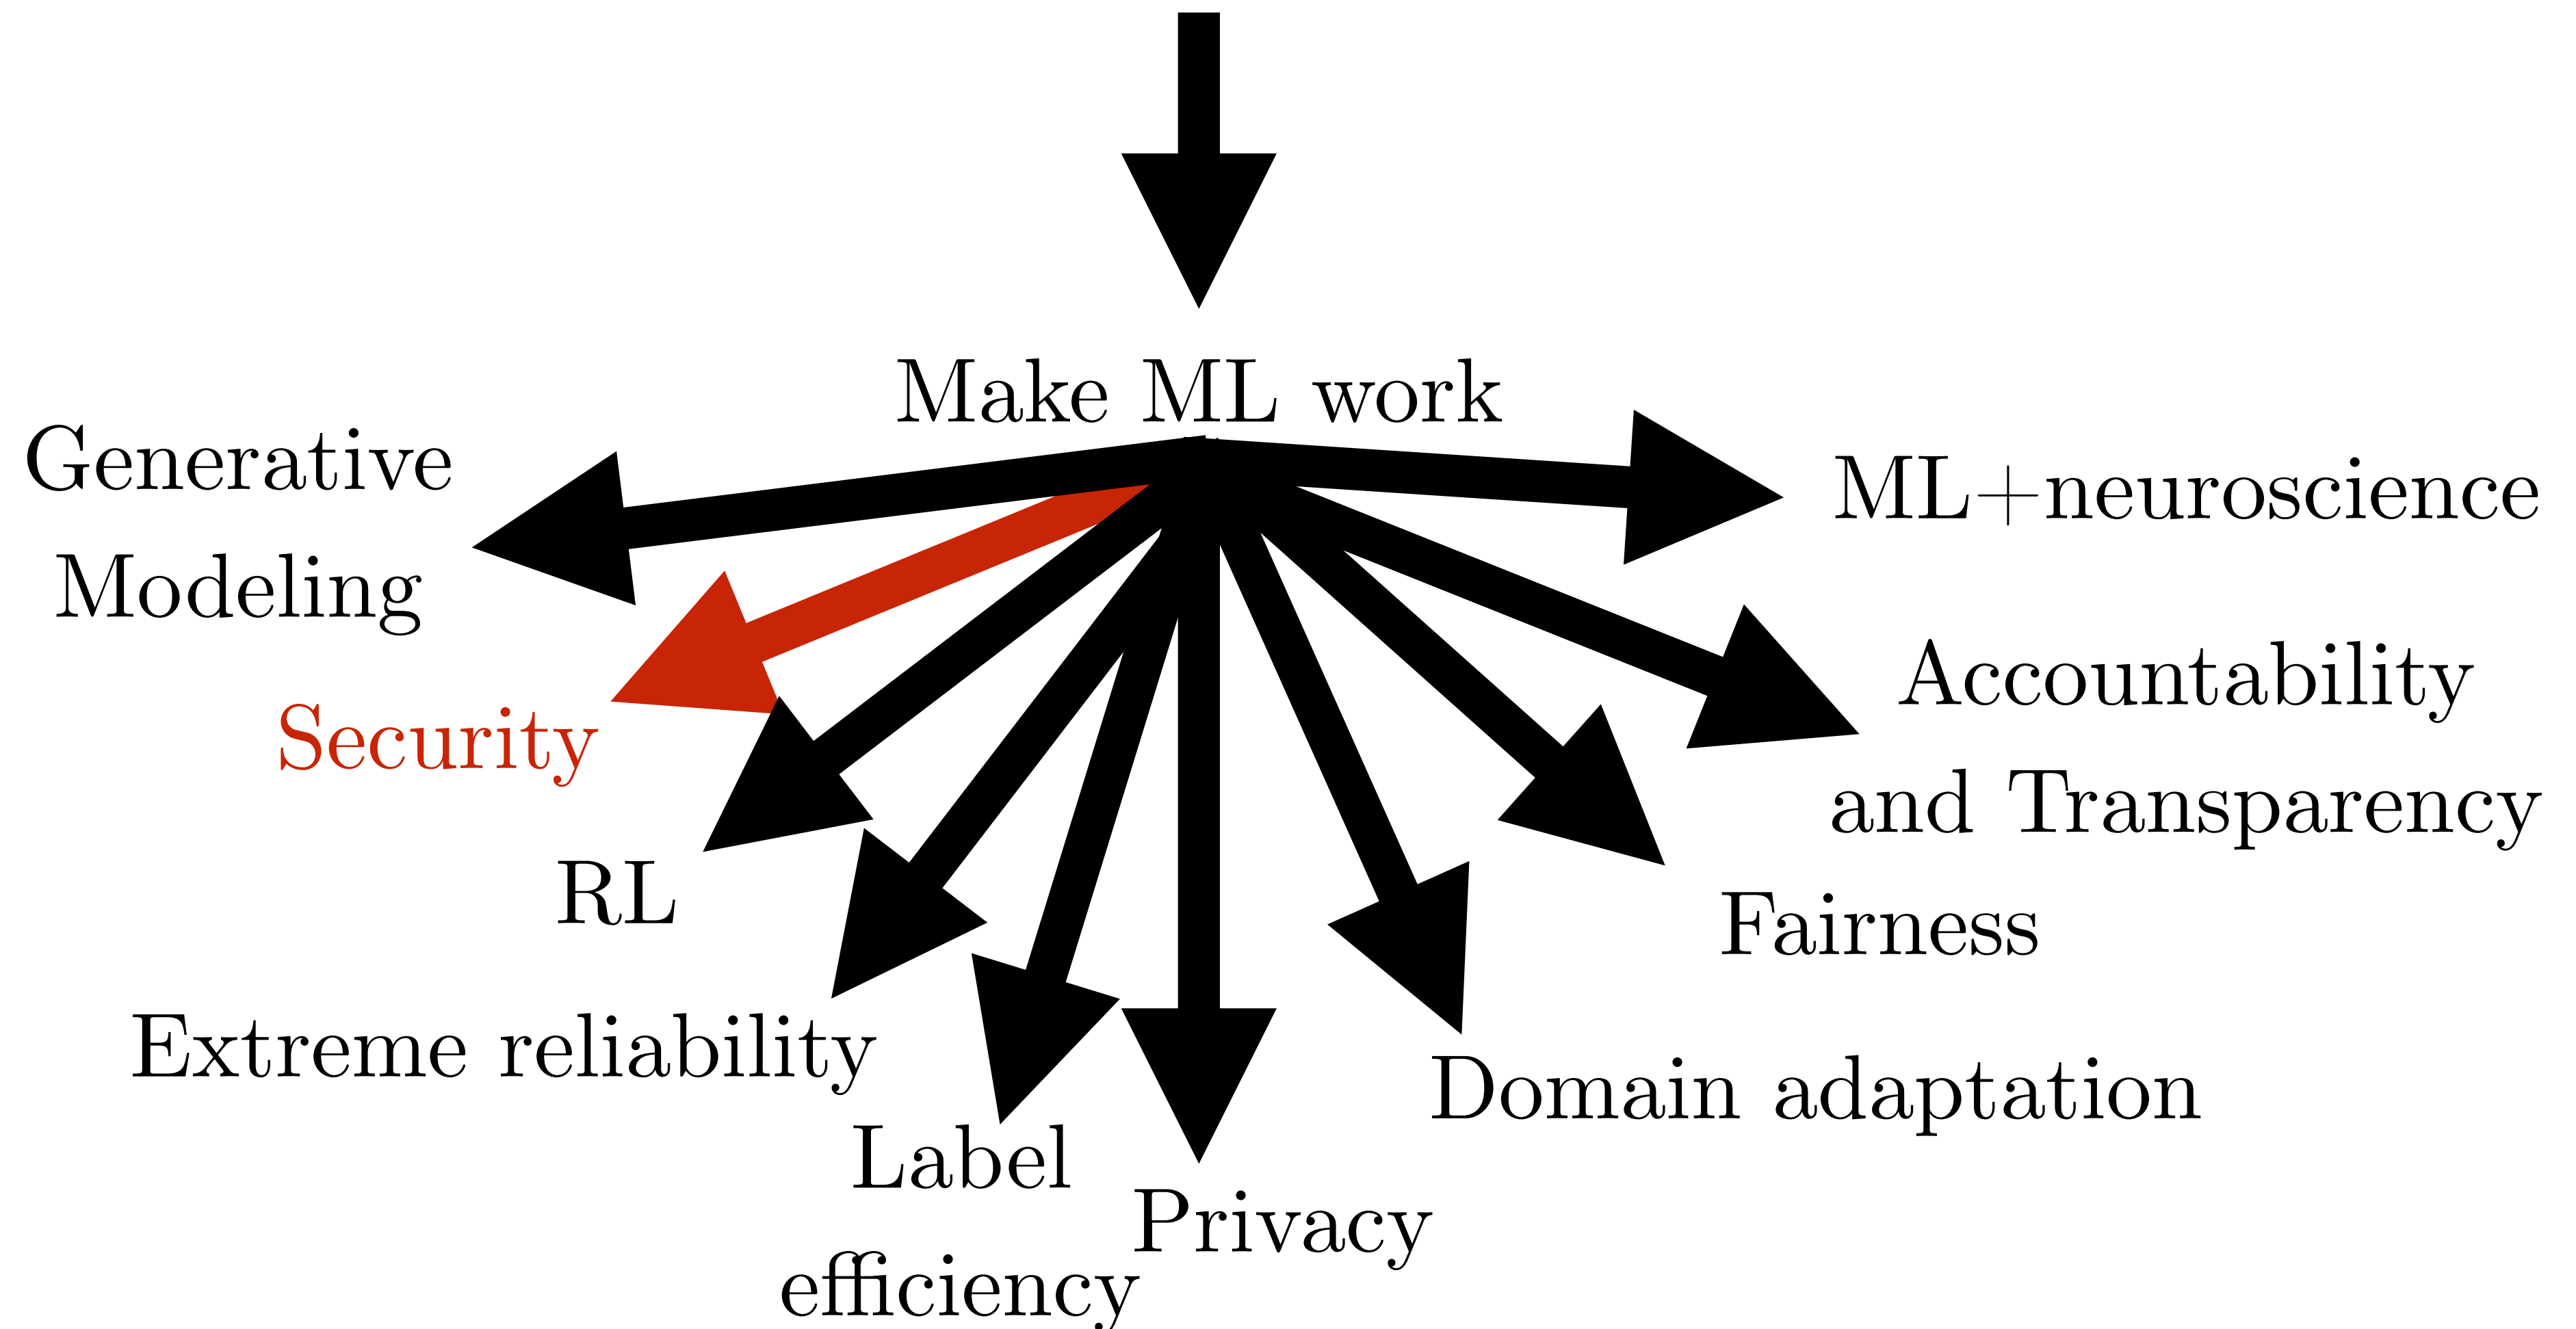 Make ML work
Generative
Modeling
ML+neuroscience
Security
Accountability
and Transparency
RL
Fairness
Extreme reliability
Domain adaptation
Label
efficiency
Privacy